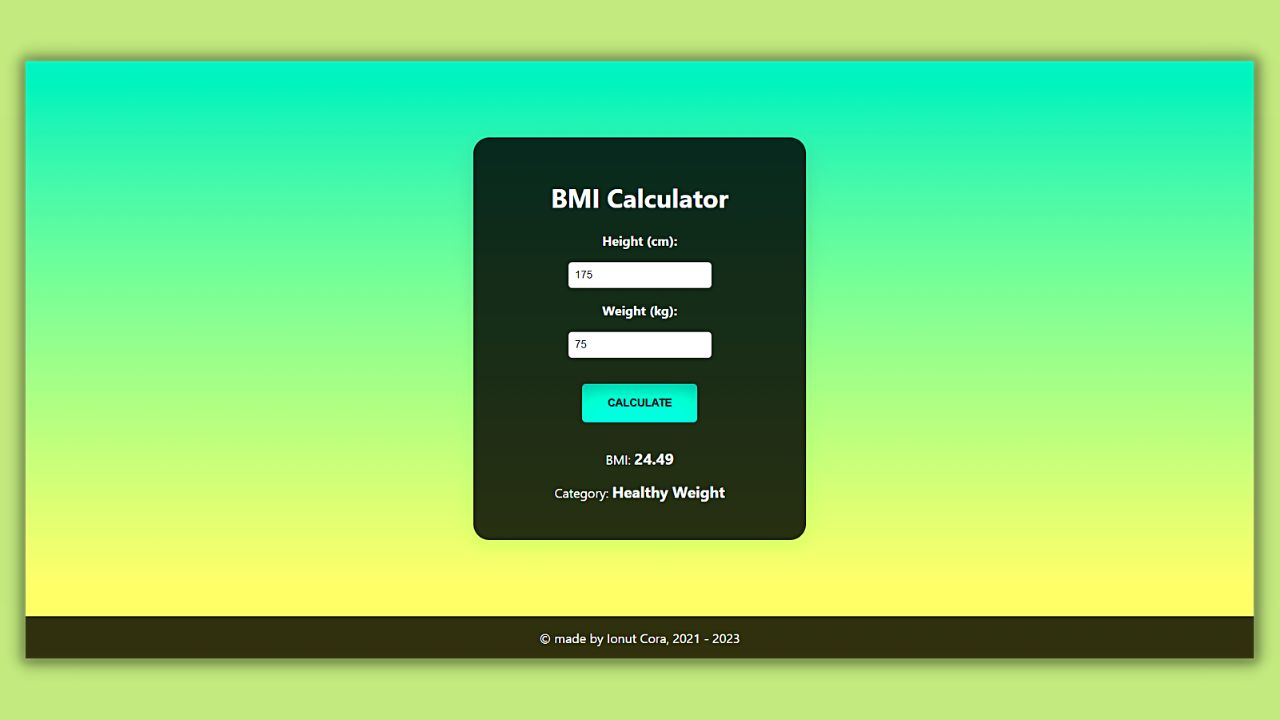 BMI Calculator
Height (cm):
175
Weight (kg):
75
CALCULATE
BMI: 24.49
Category: Healthy Weight
© made by Ionut Cora, 2021 - 2023